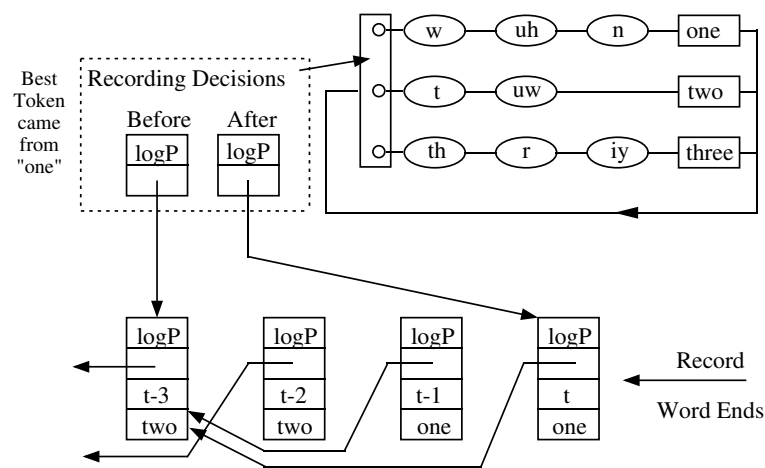 w uh n one
Best
Token
came
from
"one"
Recording Decisions
t uw two
Before After
logP logP
th r iy three
logP logP logP logP
t-3 t-2 t-1 t
two two one one
Record
Word Ends